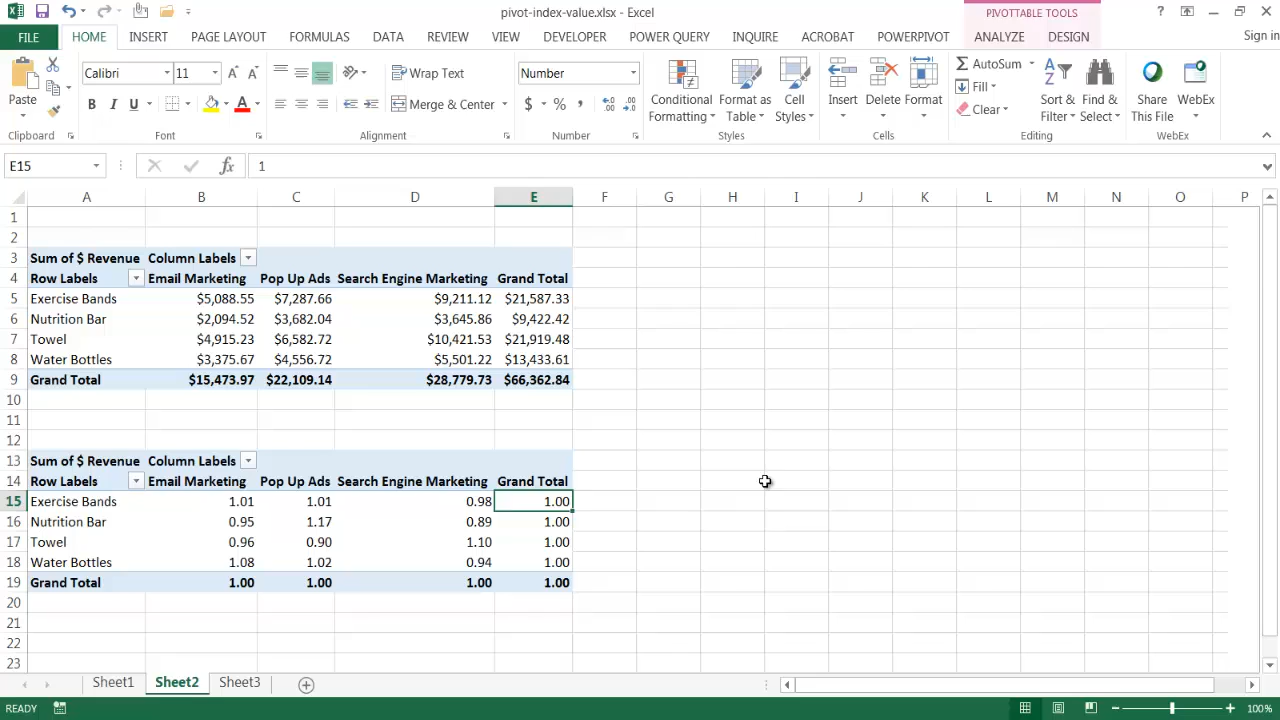 pivot-index-value.xlsx - Excel
PIVOTTABLE TOOLS
?
FILE HOME INSERT PAGE LAYOUT FORMULAS DATA REVIEW VIEW DEVELOPER POWER QUERY INQUIRE ACROBAT POWERPIVOT ANALYZE DESIGN Sign in
Paste
Calibri
Wrap Text
Merge & Center
Number
$ % ,
Conditional Formatting
Format as Table
Cell Styles
Insert Delete Format
AutoSum
Fill
Clear
Sort & Filter
Find & Select
Share This File
WebEx
B I U
Clipboard Font Alignment Number Styles Cells Editing WebEx
E15 fx 1
A B C D E F G H I J K L M N O P
1
2
3 Sum of $ Revenue Column Labels
4 Row Labels Email Marketing Pop Up Ads Search Engine Marketing Grand Total
5 Exercise Bands $5,088.55 $7,287.66 $9,211.12 $21,587.33
6 Nutrition Bar $2,094.52 $3,682.04 $3,645.86 $9,422.42
7 Towel $4,915.23 $6,582.72 $10,421.53 $21,919.48
8 Water Bottles $3,375.67 $4,556.72 $5,501.22 $13,433.61
9 Grand Total $15,473.97 $22,109.14 $28,779.73 $66,362.84
10
11
12
13 Sum of $ Revenue Column Labels
14 Row Labels Email Marketing Pop Up Ads Search Engine Marketing Grand Total
15 Exercise Bands 1.01 1.01 0.98 1.00
16 Nutrition Bar 0.95 1.17 0.89 1.00
17 Towel 0.96 0.90 1.10 1.00
18 Water Bottles 1.08 1.02 0.94 1.00
19 Grand Total 1.00 1.00 1.00 1.00
20
21
22
23
Sheet1 Sheet2 Sheet3
READY 100%